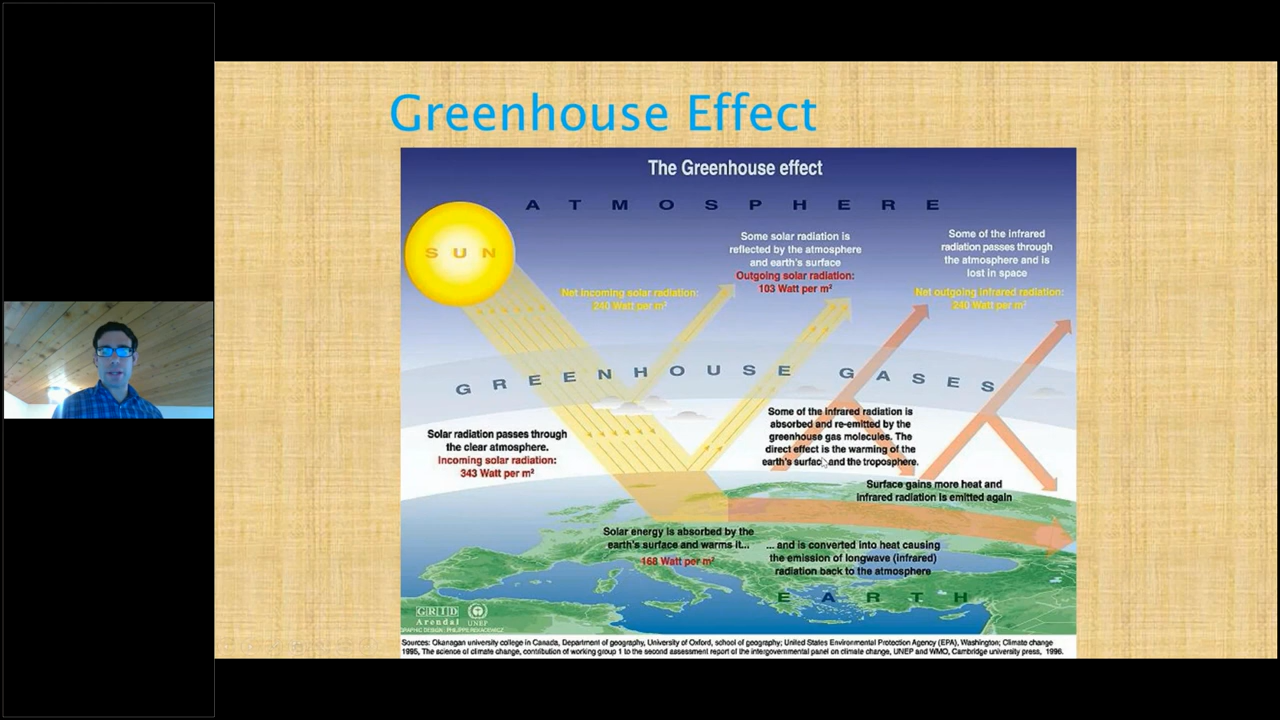 Greenhouse Effect
The Greenhouse effect
ATMOSPHERE
SUN
Some solar radiation is
reflected by the atmosphere
and earth's surface
Outgoing solar radiation:
103 Watt per m²
Some of the infrared
radiation passes through
the atmosphere and is
lost in space
Net outgoing infrared radiation:
240 Watt per m²
Net incoming solar radiation:
240 Watt per m²
GREENHOUSE GASES
Solar radiation passes through
the clear atmosphere.
Incoming solar radiation:
343 Watt per m²
Some of the infrared radiation is
absorbed and re-emitted by the
greenhouse gas molecules. The
direct effect is the warming of the
earth's surface and the troposphere.
Surface gains more heat and
infrared radiation is emitted again
Solar energy is absorbed by the
earth's surface and warms it...
168 Watt per m²
... and is converted into heat causing
the emission of longwave (infrared)
radiation back to the atmosphere
EARTH
GRID
Arendal
UNEP
GRAPHIC DESIGN: PHILIPPE REKACEWICZ
Sources: Okanagan university college in Canada, Department of geography, University of Oxford, school of geography; United States Environmental Protection Agency (EPA), Washington; Climate change
1995, The science of climate change, contribution of working group 1 to the second assessment report of the intergovernmental panel on climate change, UNEP and WMO, Cambridge university press, 1996.